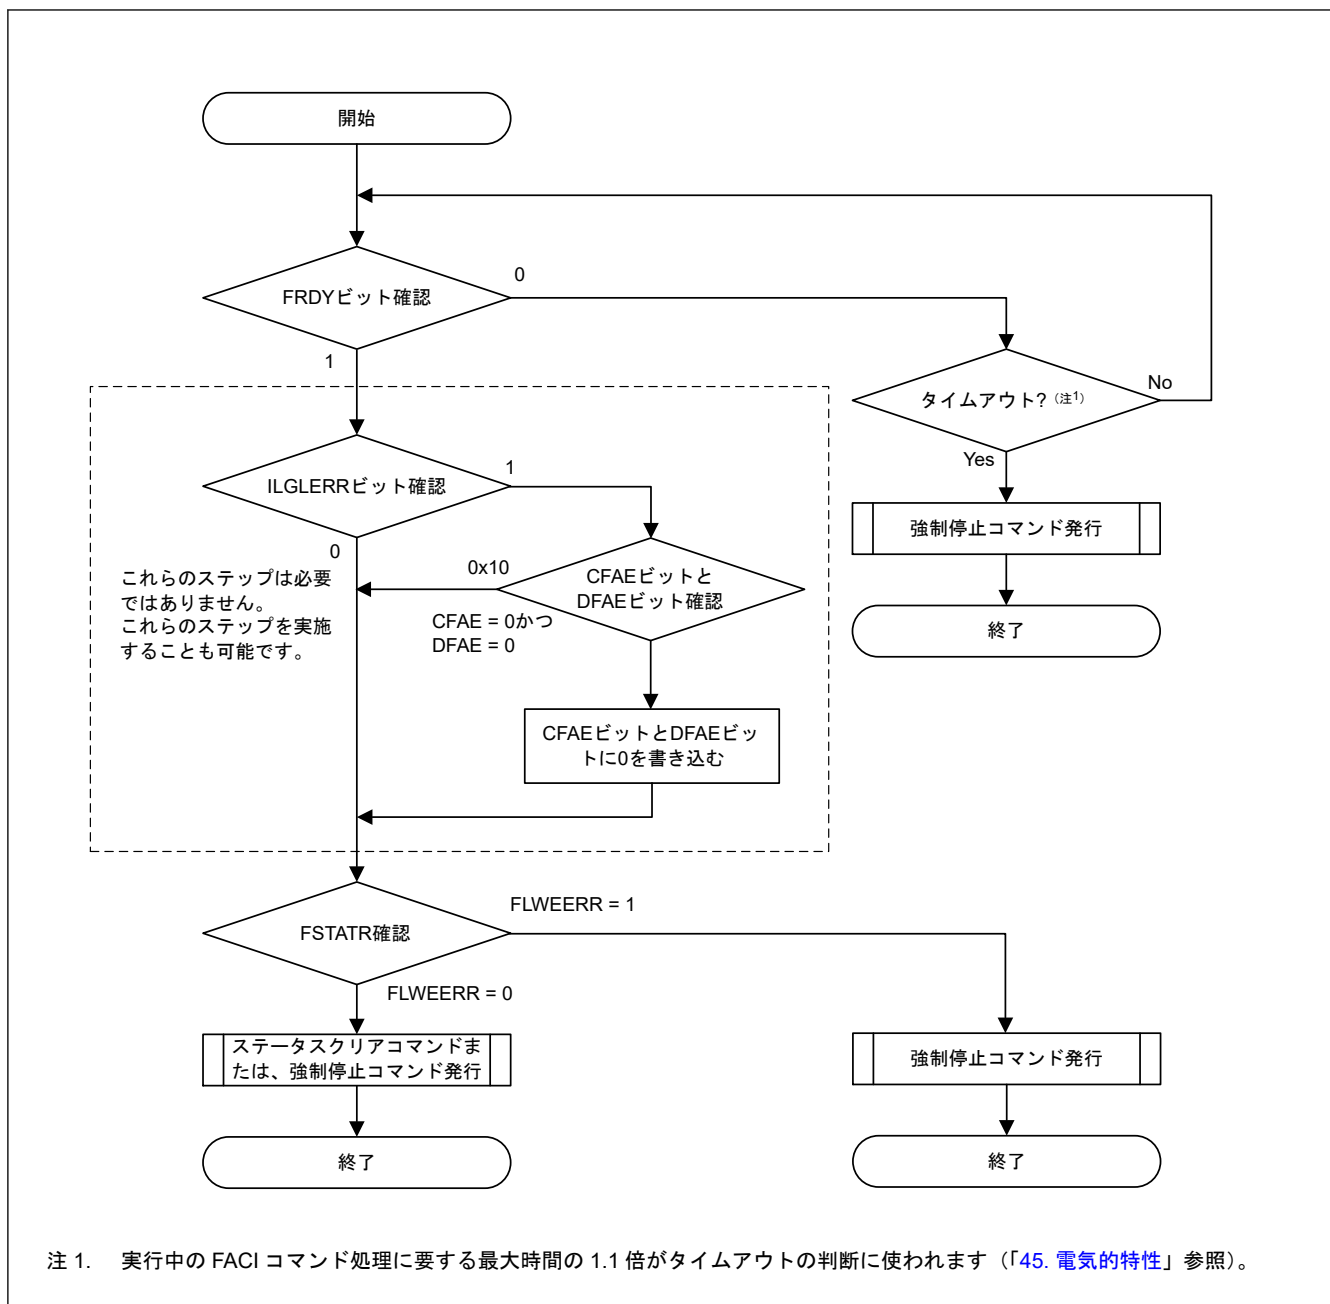 開始
FRDYビット確認
0
1
タイムアウト?（注1）
No
Yes
強制停止コマンド発行
終了
ILGLERRビット確認
1
0
これらのステップは必要
ではありません。
これらのステップを実施
することも可能です。
0x10
CFAE = 0かつ
DFAE = 0
CFAEビットと
DFAEビット確認
CFAEビットとDFAEビッ
トに0を書き込む
FSTATR確認
FLWEERR = 1
FLWEERR = 0
ステータスクリアコマンドま
たは、強制停止コマンド発行
終了
強制停止コマンド発行
終了
注 1. 実行中の FACI コマンド処理に要する最大時間の 1.1 倍がタイムアウトの判断に使われます（「45. 電気的特性」参照）。